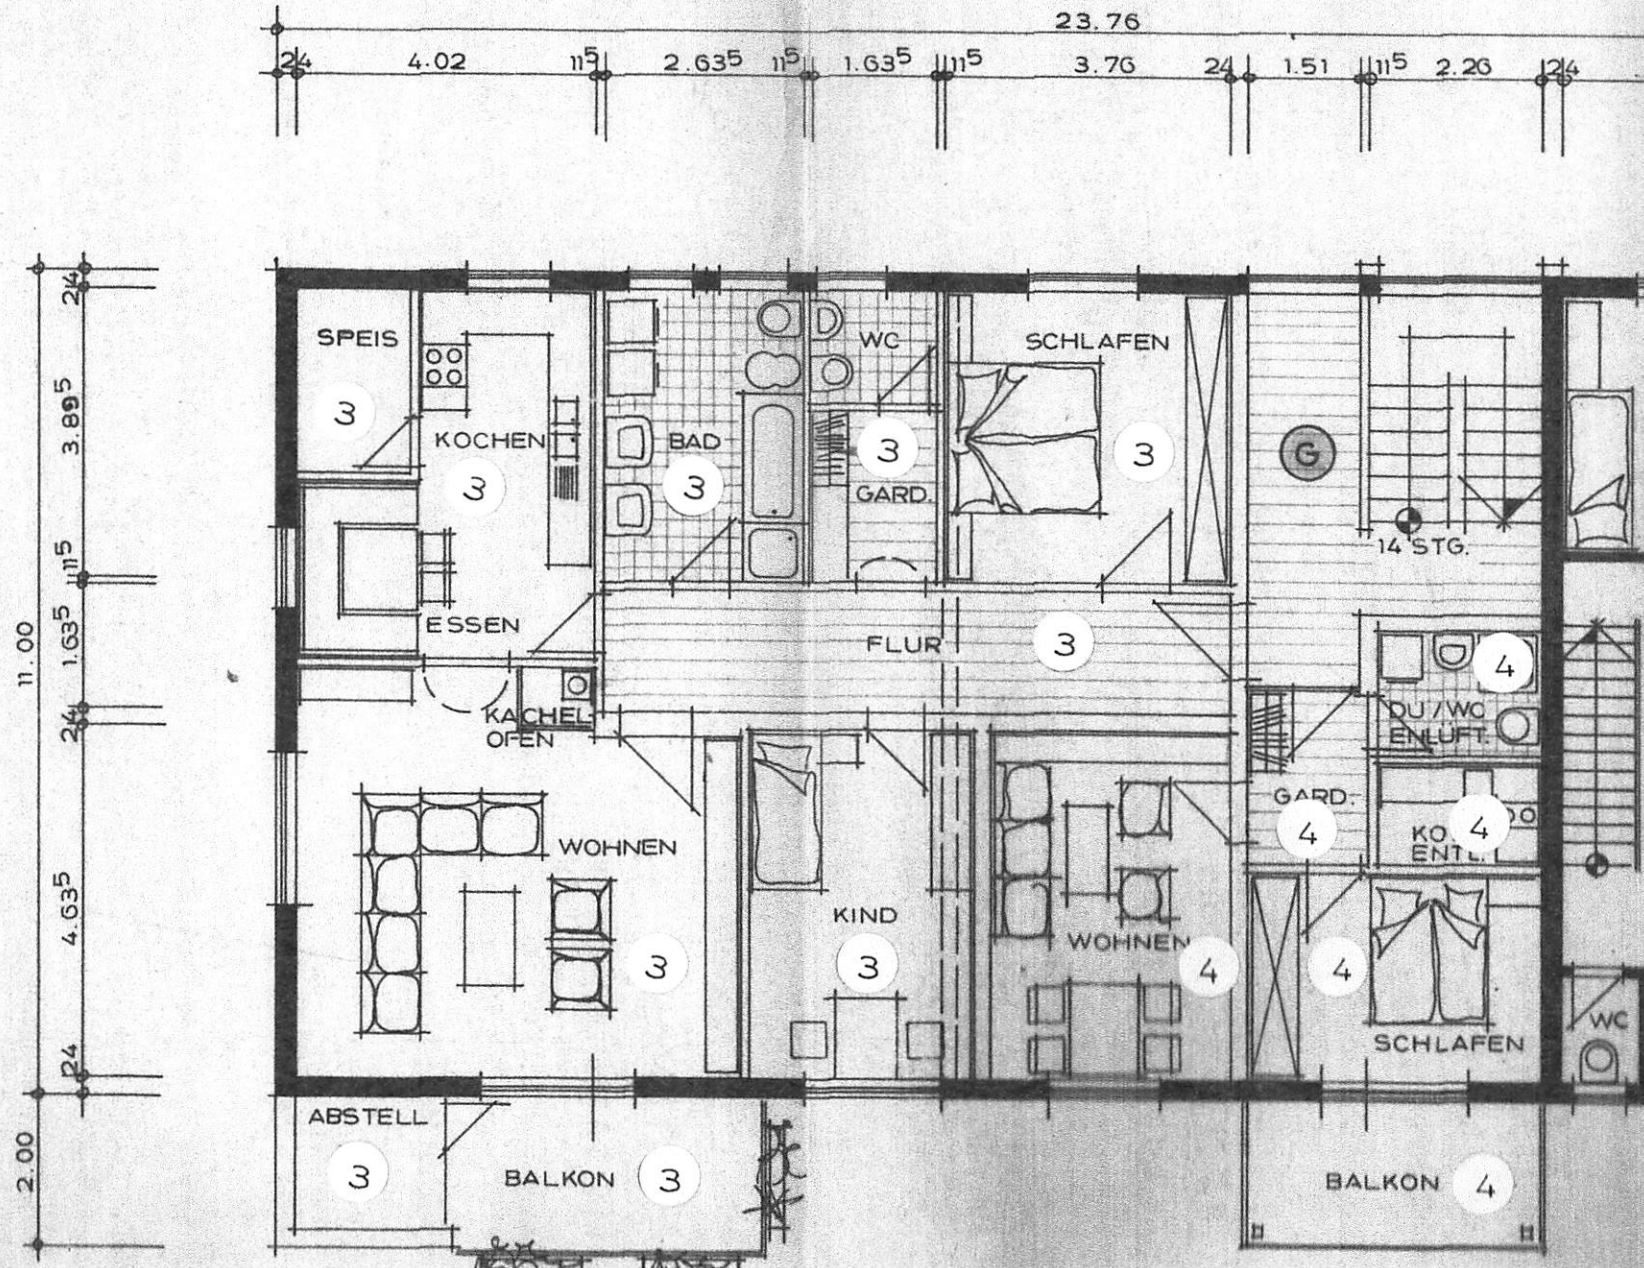 23.76
24 4.02 11⁵ 2.63⁵ 11⁵ 1.63⁵ 11⁵ 3.76 24 1.51 11⁵ 2.26 24
24
3.89⁵
11⁵
1.63⁵
24
4.63⁵
24
11.00
2.00
SPEIS
3
KOCHEN
3
ESSEN
BAD
3
WC
3
GARD.
SCHLAFEN
3
G
14 STG.
FLUR 3
KACHEL
OFEN
WOHNEN
3
KIND
3
WOHNEN
4
4
DU/WC
ENLÜFT.
GARD.
4
KO
4
ENTL.
4
SCHLAFEN
WC
ABSTELL
3
BALKON 3
BALKON 4